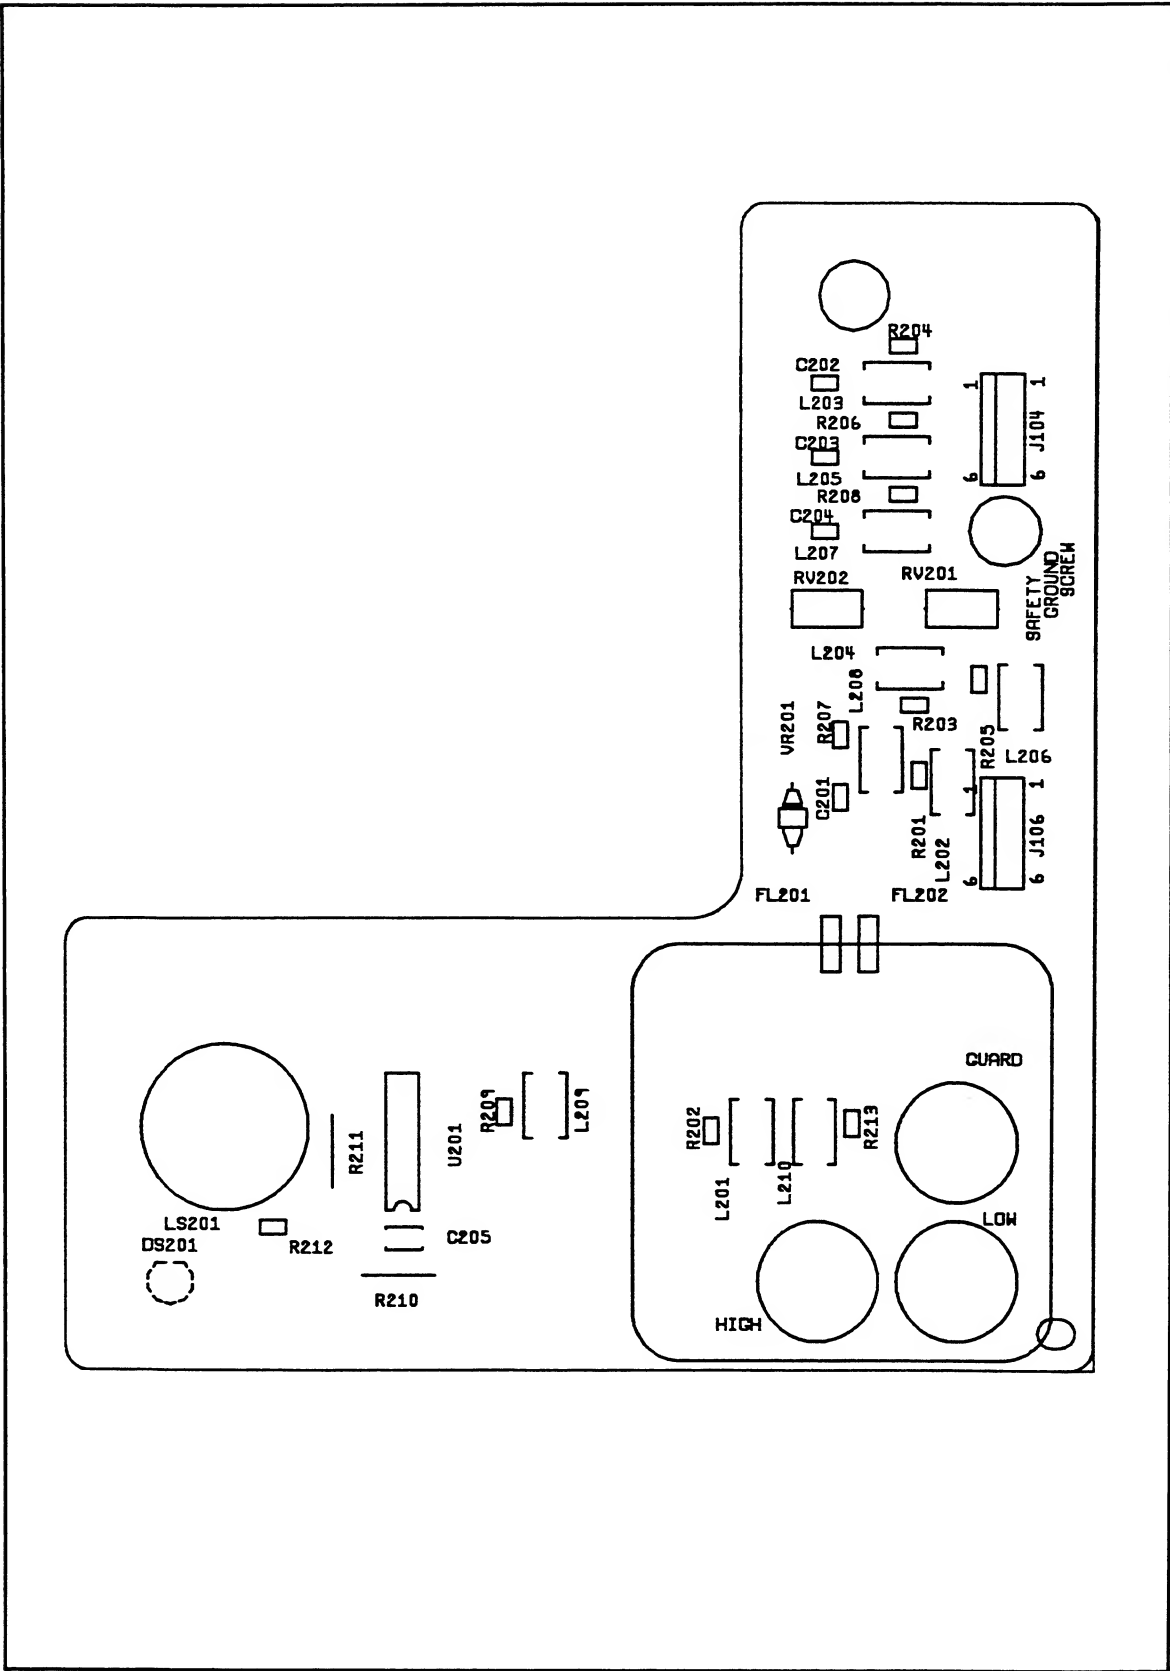 R204
C202
1
1
L203
R206
J104
C203
6
6
L205
R208
C204
L207
SAFETY
GROUND
SCREW
RV202
RV201
L204
L208
VR201
R207
R203
R205
L206
C201
1
1
R201
L202
J106
6
6
FL201
FL202
GUARD
R209
L209
R202
R213
R211
U201
L201
L210
LS201
DS201
R212
C205
LOW
R210
HIGH